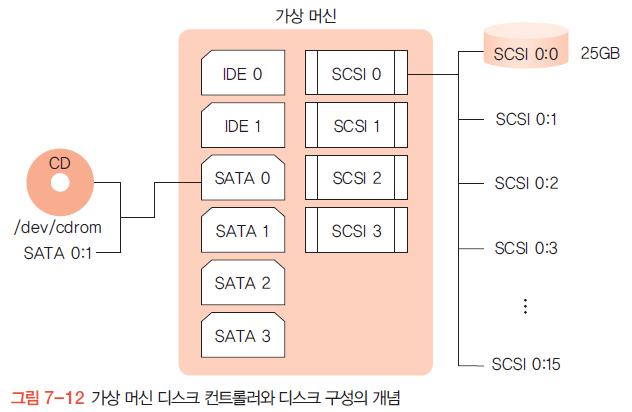 가상 머신
IDE 0
IDE 1
SATA 0
SATA 1
SATA 2
SATA 3
SCSI 0
SCSI 1
SCSI 2
SCSI 3
CD
/dev/cdrom
SATA 0:1
SCSI 0:0 25GB
SCSI 0:1
SCSI 0:2
SCSI 0:3
⋮
SCSI 0:15
그림 7-12 가상 머신 디스크 컨트롤러와 디스크 구성의 개념